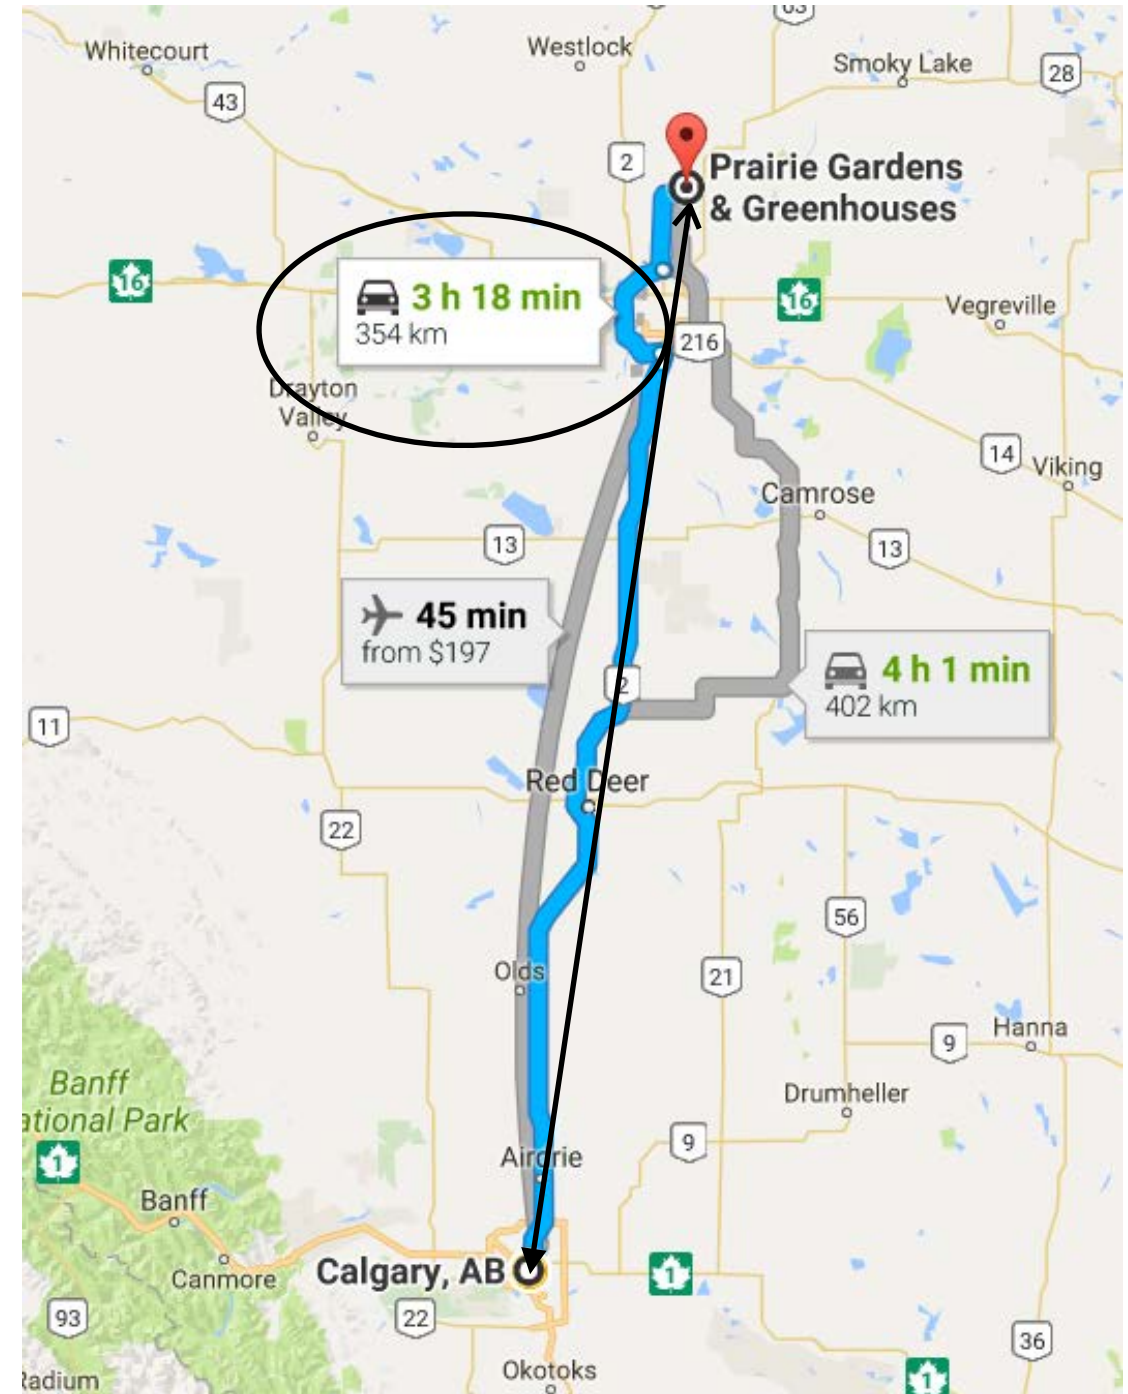 63
Whitecourt
Westlock
Smoky Lake
28
43
2
Prairie Gardens
& Greenhouses
16
3 h 18 min
354 km
16
Vegreville
216
Drayton
Valley
14
Viking
Camrose
13
13
45 min
from $197
4 h 1 min
402 km
2
11
Red Deer
22
56
Olds
21
9
Hanna
Banff
ational Park
Drumheller
9
1
Airdrie
Banff
Canmore
Calgary, AB
1
93
22
36
Okotoks
Radium
1